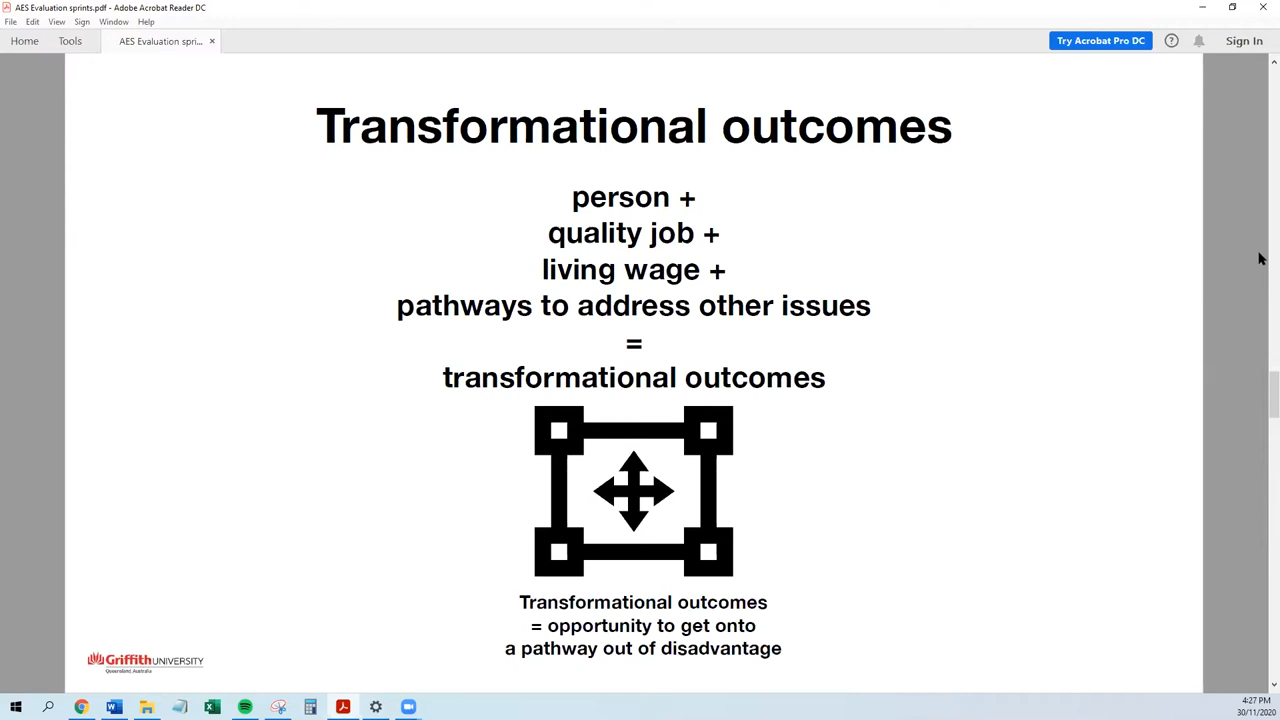 AES Evaluation sprints.pdf - Adobe Acrobat Reader DC
File Edit View Sign Window Help
Home Tools AES Evaluation spri... × Try Acrobat Pro DC ? Sign In
Transformational outcomes
person +
quality job +
living wage +
pathways to address other issues
=
transformational outcomes
Transformational outcomes
= opportunity to get onto
a pathway out of disadvantage
Griffith UNIVERSITY
Queensland, Australia
4:27 PM
30/11/2020